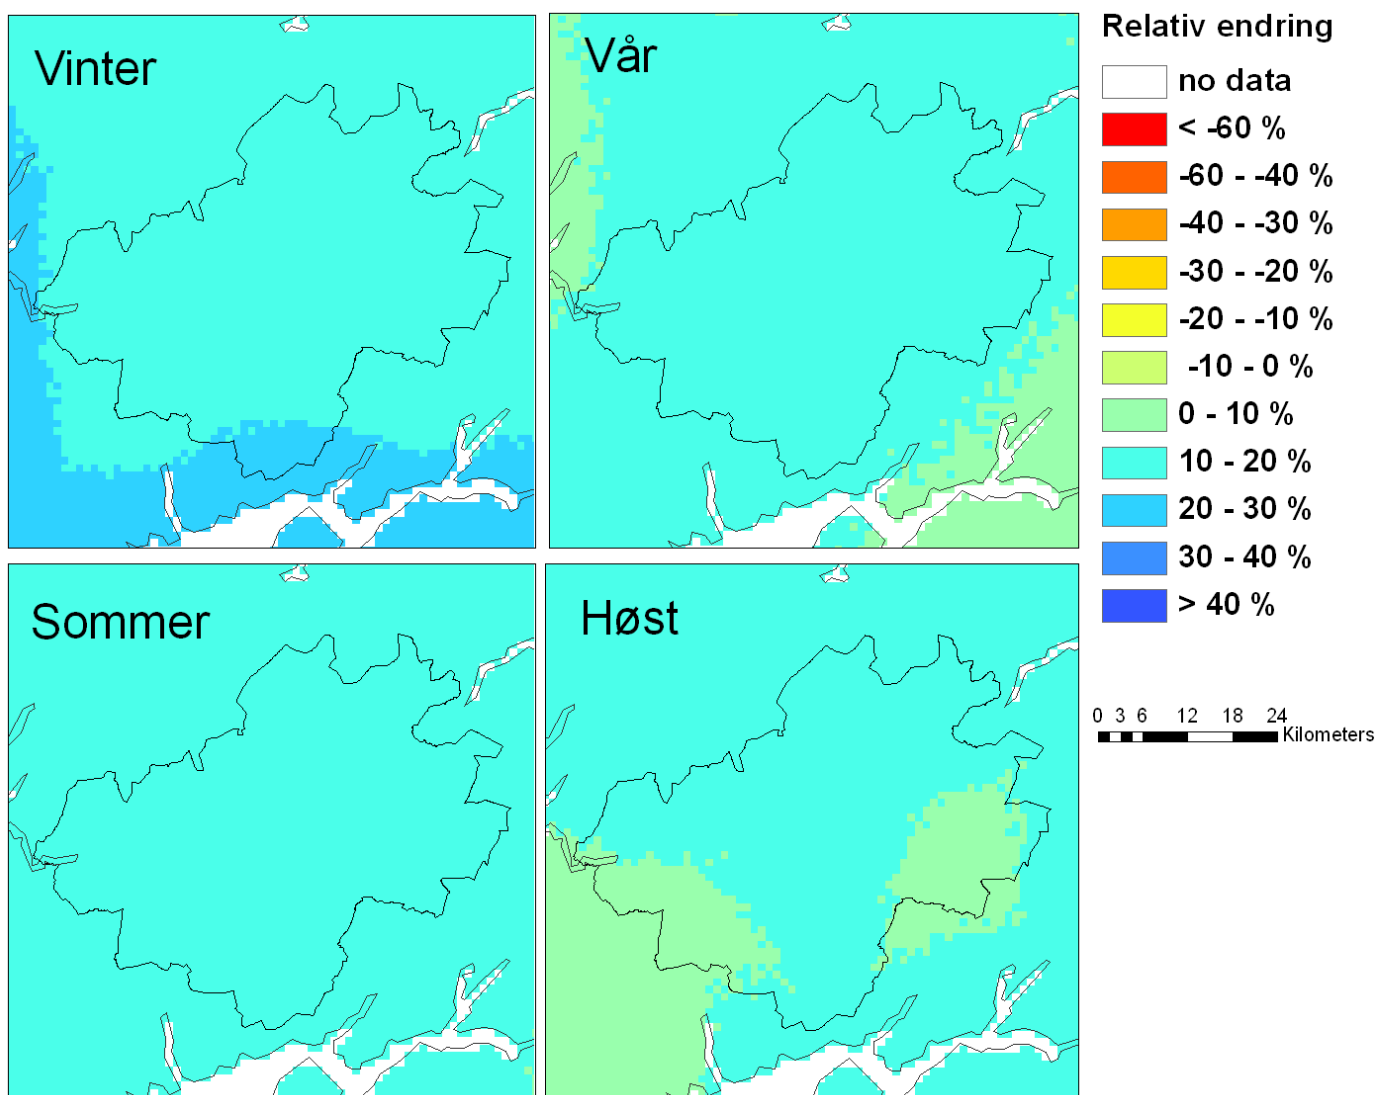 Vinter
Vår
Sommer
Høst
Relativ endring
no data
< -60 %
-60 - -40 %
-40 - -30 %
-30 - -20 %
-20 - -10 %
-10 - 0 %
0 - 10 %
10 - 20 %
20 - 30 %
30 - 40 %
> 40 %
0 3 6 12 18 24
Kilometers